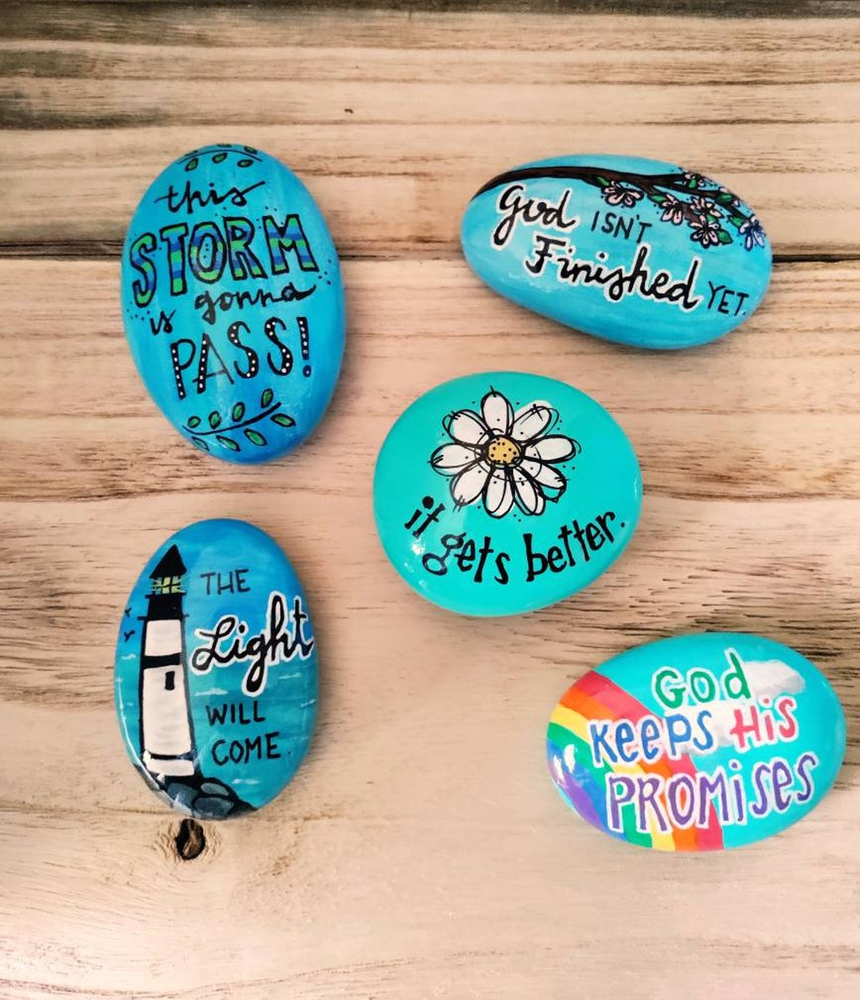 this
STORM
is gonna
PASS!
God ISN'T
Finished YET.
it gets better.
THE
Light
WILL
COME.
GOD
KEEPS HiS
PROMiSES